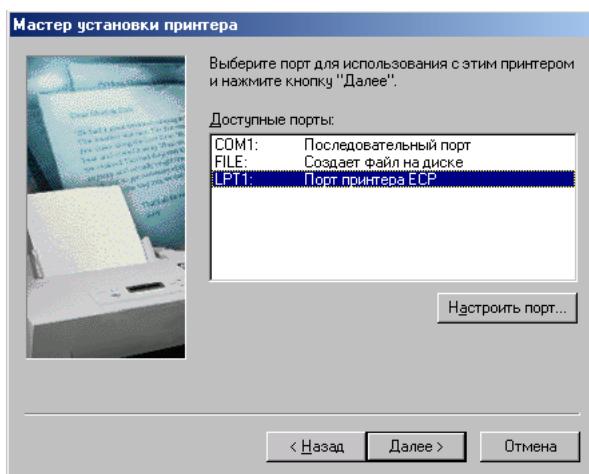 Мастер установки принтера
Выберите порт для использования с этим принтером
и нажмите кнопку "Далее".
Доступные порты:
COM1: Последовательный порт
FILE: Создает файл на диске
LPT1: Порт принтера ECP
Настроить порт...
< Назад
Далее >
Отмена